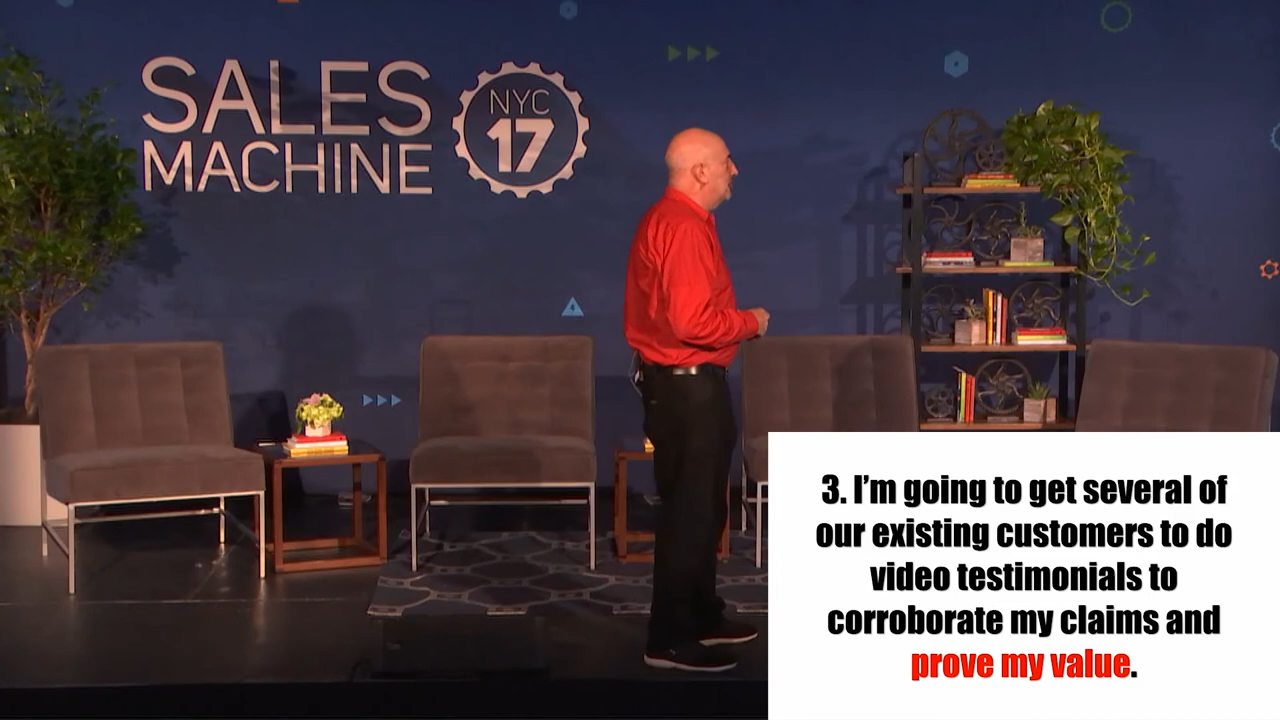 SALES
MACHINE
NYC
17
3. I'm going to get several of
our existing customers to do
video testimonials to
corroborate my claims and
prove my value.